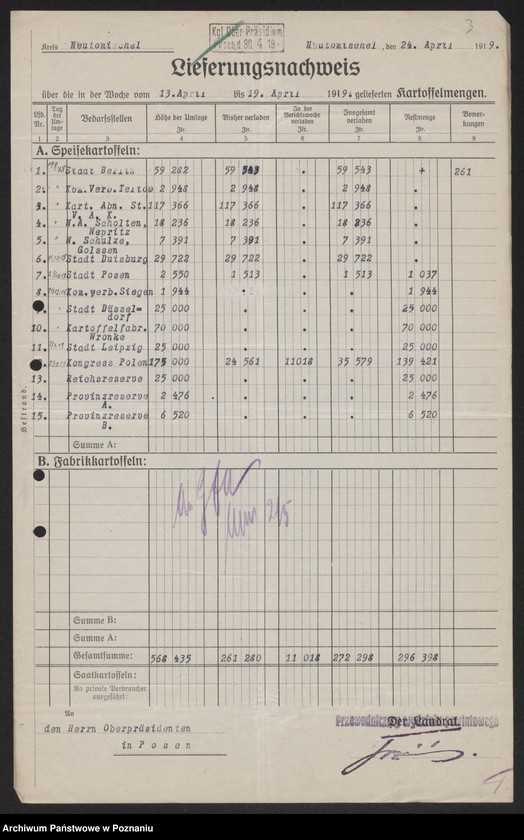 3
Kgl. Ober-Präsidium
30. 4. 19
Kreis Neutomischel
Neutomischel, den 24. April 1919.
Lieferungsnachweis
über die in der Woche vom 13. April bis 19. April 1919. gelieferten Kartoffelmengen.
Lfd. Nr. | Tag der Umlage | Bedarfsstellen | Höhe der Umlage Ztr. | Bisher verladen Ztr. | In der Berichtswoche verladen Ztr. | Insgesamt verladen Ztr. | Restmenge Ztr. | Bemerkungen
1 2 3 4 5 6 7 8 9
A. Speisekartoffeln:
1. Staat Berlin 59 282 59 543 . 59 543 + 261
2. " Kom. Verb. Teltow 2 948 2 948 . 2 948 .
3. " Kart. Abn. St. 117 366 117 366 . 117 366 .
V. A. K.
4. " W.A. Scholten, 18 236 18 236 . 18 236 .
Nepritz
5. " W. Schulze, 7 391 7 391 . 7 391 .
Golssen
6. Stadt Duisburg 29 722 29 722 . 29 722 .
7. Stadt Posen 2 550 1 513 . 1 513 1 037
8. Kom. verb. Siegen 1 944 . . . 1 944
Stadt Düssel= 25 000 . . . 25 000
dorf
10. Kartoffelfabr. 70 000 . . . 70 000
Wronke
11. Stadt Leipzig 25 000 . . . 25 000
Kongress Polen 175 000 24 561 11018 35 579 139 421
13. Reichsreserve 25 000 . . . 25 000
14. Provinzreserve 2 476 . . . 2 476
A.
15. Provinzreserve 6 520 . . . 6 520
B.
Summe A:
B. Fabrikkartoffeln:
Summe B:
Summe A:
Gesamtsumme: 568 435 261 280 11 018 272 298 296 398
Saatkartoffeln:
An private Verbraucher
ausgeführt:
An
den Herrn Oberpräsidenten
in Posen
Der Landrat.
Heftrand.
Archiwum Państwowe w Poznaniu